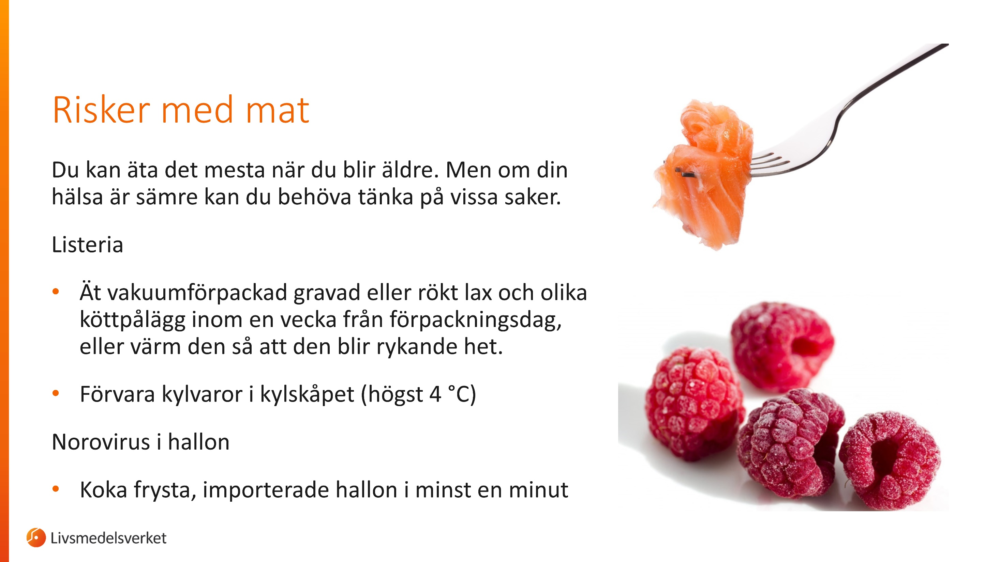 Risker med mat
Du kan äta det mesta när du blir äldre. Men om din
hälsa är sämre kan du behöva tänka på vissa saker.
Listeria
• Ät vakuumförpackad gravad eller rökt lax och olika
köttpålägg inom en vecka från förpackningsdag,
eller värm den så att den blir rykande het.
• Förvara kylvaror i kylskåpet (högst 4 °C)
Norovirus i hallon
• Koka frysta, importerade hallon i minst en minut
Livsmedelsverket